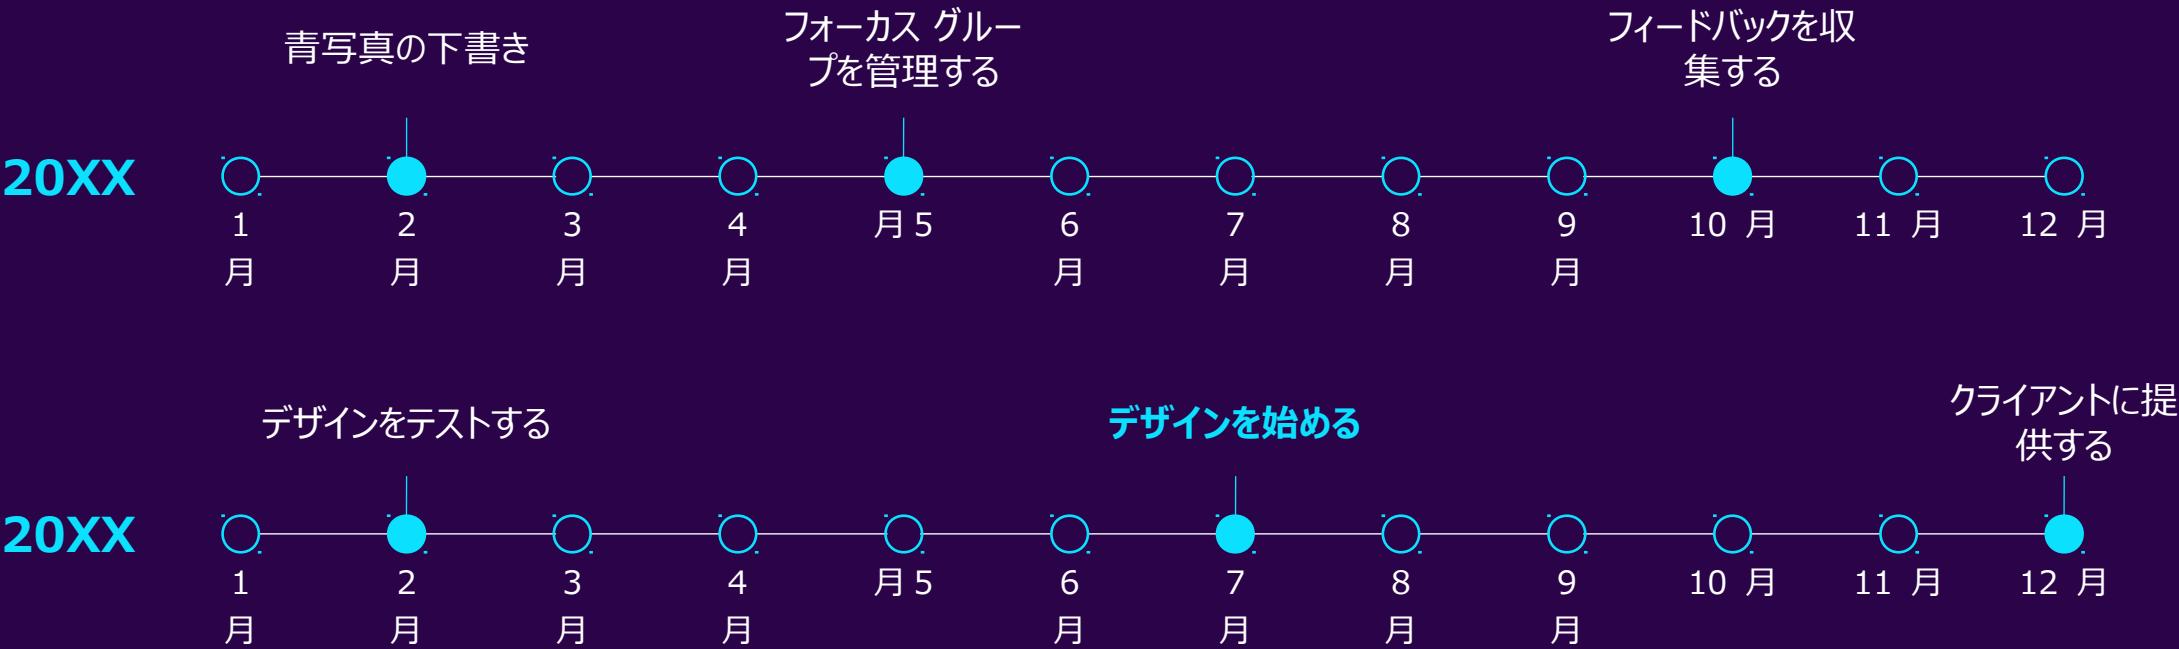 青写真の下書き
フォーカス グルー
プを管理する
フィードバックを収
集する
20XX
1
月
2
月
3
月
4
月
月 5
6
月
7
月
8
月
9
月
10 月
11 月
12 月
デザインをテストする
デザインを始める
クライアントに提
供する
20XX
1
月
2
月
3
月
4
月
月 5
6
月
7
月
8
月
9
月
10 月
11 月
12 月